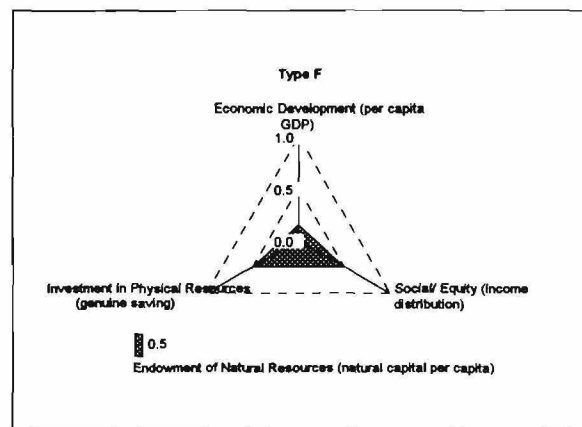 Type F
Economic Development (per capita
GDP)
1.0
0.5
0.0
Investment in Physical Resources
(genuine saving)
Social/ Equity (income
distribution)
0.5
Endowment of Natural Resources (natural capital per capita)